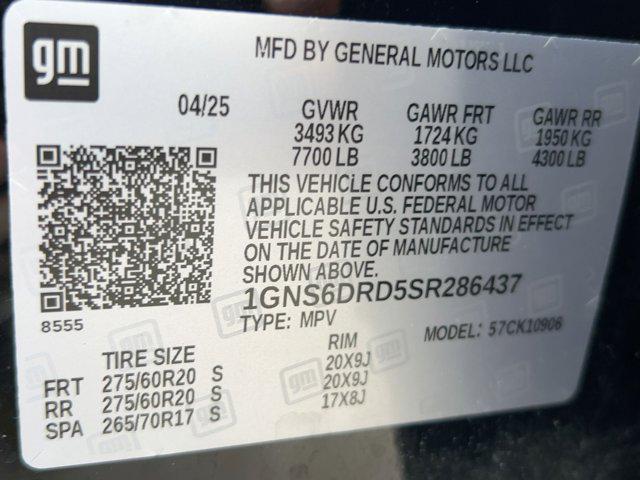 gm
MFD BY GENERAL MOTORS LLC
04/25 GVWR GAWR FRT GAWR RR
3493 KG 1724 KG 1950 KG
7700 LB 3800 LB 4300 LB
THIS VEHICLE CONFORMS TO ALL
APPLICABLE U.S. FEDERAL MOTOR
VEHICLE SAFETY STANDARDS IN EFFECT
ON THE DATE OF MANUFACTURE
SHOWN ABOVE.
1GNS6DRD5SR286437
8555
TYPE: MPV MODEL: 57CK10906
TIRE SIZE RIM
FRT 275/60R20 S 20X9J
RR 275/60R20 S 20X9J
SPA 265/70R17 S 17X8J